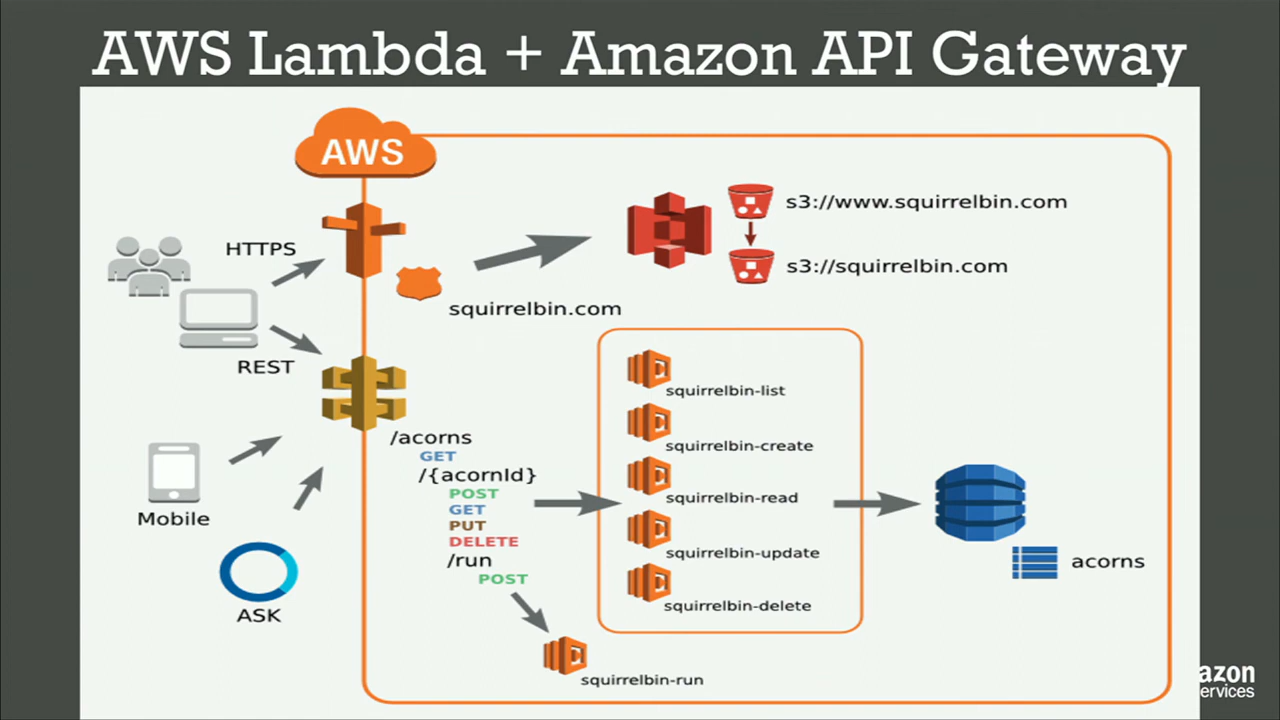 AWS Lambda + Amazon API Gateway
AWS
HTTPS
s3://www.squirrelbin.com
s3://squirrelbin.com
squirrelbin.com
REST
/acorns
GET
/{acornId}
POST
GET
PUT
DELETE
/run
POST
squirrelbin-list
squirrelbin-create
squirrelbin-read
squirrelbin-update
squirrelbin-delete
squirrelbin-run
acorns
Mobile
ASK
azon
ervices